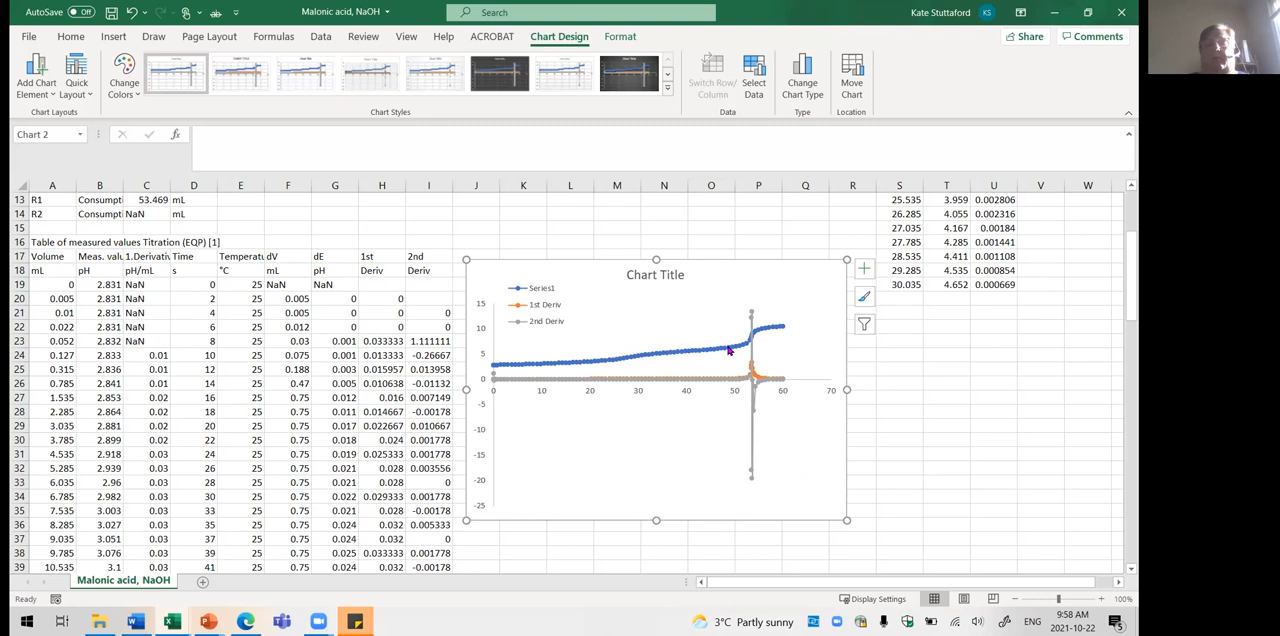 AutoSave Off Malonic acid, NaOH Search Kate Stuttaford KS
File Home Insert Draw Page Layout Formulas Data Review View Help ACROBAT Chart Design Format Share Comments
Add Chart Element Quick Layout Change Colors Switch Row/Column Select Data Change Chart Type Move Chart
Chart Layouts Chart Styles Data Type Location
Chart 2 fx
A B C D E F G H I J K L M N O P Q R S T U V W
13 R1 Consumpti 53.469 mL 25.535 3.959 0.002806
14 R2 Consumpti NaN mL 26.285 4.055 0.002316
15 27.035 4.167 0.00184
16 Table of measured values Titration (EQP) [1] 27.785 4.285 0.001441
17 Volume Meas. valu 1.Derivativ Time Temperatu dV dE 1st 2nd 28.535 4.411 0.001108
18 mL pH pH/mL s °C mL pH Deriv Deriv 29.285 4.535 0.000854
19 0 2.831 NaN 0 25 NaN NaN 30.035 4.652 0.000669
20 0.005 2.831 NaN 2 25 0.005 0 0
21 0.01 2.831 NaN 4 25 0.005 0 0 0
22 0.022 2.831 NaN 6 25 0.012 0 0 0
23 0.052 2.832 NaN 8 25 0.03 0.001 0.033333 1.111111
24 0.127 2.833 0.01 10 25 0.075 0.001 0.013333 -0.26667
25 0.315 2.836 0.01 12 25 0.188 0.003 0.015957 0.013958
26 0.785 2.841 0.01 14 25 0.47 0.005 0.010638 -0.01132
27 1.535 2.853 0.02 16 25 0.75 0.012 0.016 0.007149
28 2.285 2.864 0.02 18 25 0.75 0.011 0.014667 -0.00178
29 3.035 2.881 0.02 20 25 0.75 0.017 0.022667 0.010667
30 3.785 2.899 0.02 22 25 0.75 0.018 0.024 0.001778
31 4.535 2.918 0.03 24 25 0.75 0.019 0.025333 0.001778
32 5.285 2.939 0.03 26 25 0.75 0.021 0.028 0.003556
33 6.035 2.96 0.03 28 25 0.75 0.021 0.028 0
34 6.785 2.982 0.03 30 25 0.75 0.022 0.029333 0.001778
35 7.535 3.003 0.03 32 25 0.75 0.021 0.028 -0.00178
36 8.285 3.027 0.03 35 25 0.75 0.024 0.032 0.005333
37 9.035 3.051 0.03 37 25 0.75 0.024 0.032 0
38 9.785 3.076 0.03 39 25 0.75 0.025 0.033333 0.001778
39 10.535 3.1 0.03 41 25 0.75 0.024 0.032 -0.00178
Chart Title
Series1
1st Deriv
2nd Deriv
15
10
5
0
-5
-10
-15
-20
-25
0 10 20 30 40 50 60 70
Malonic acid, NaOH
Ready Display Settings 100%
3°C Partly sunny ENG 9:58 AM
2021-10-22 5